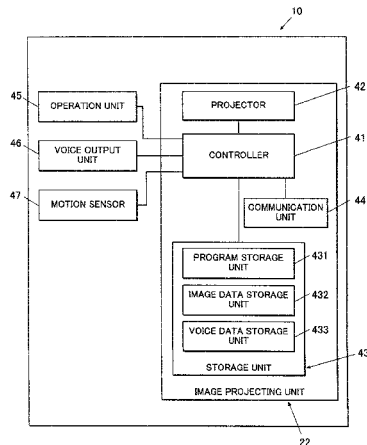 10
45
OPERATION UNIT
46
VOICE OUTPUT
UNIT
47
MOTION SENSOR
PROJECTOR
42
CONTROLLER
41
COMMUNICATION
UNIT
44
PROGRAM STORAGE
UNIT
431
IMAGE DATA STORAGE
UNIT
432
VOICE DATA STORAGE
UNIT
433
STORAGE UNIT
43
IMAGE PROJECTING UNIT
22